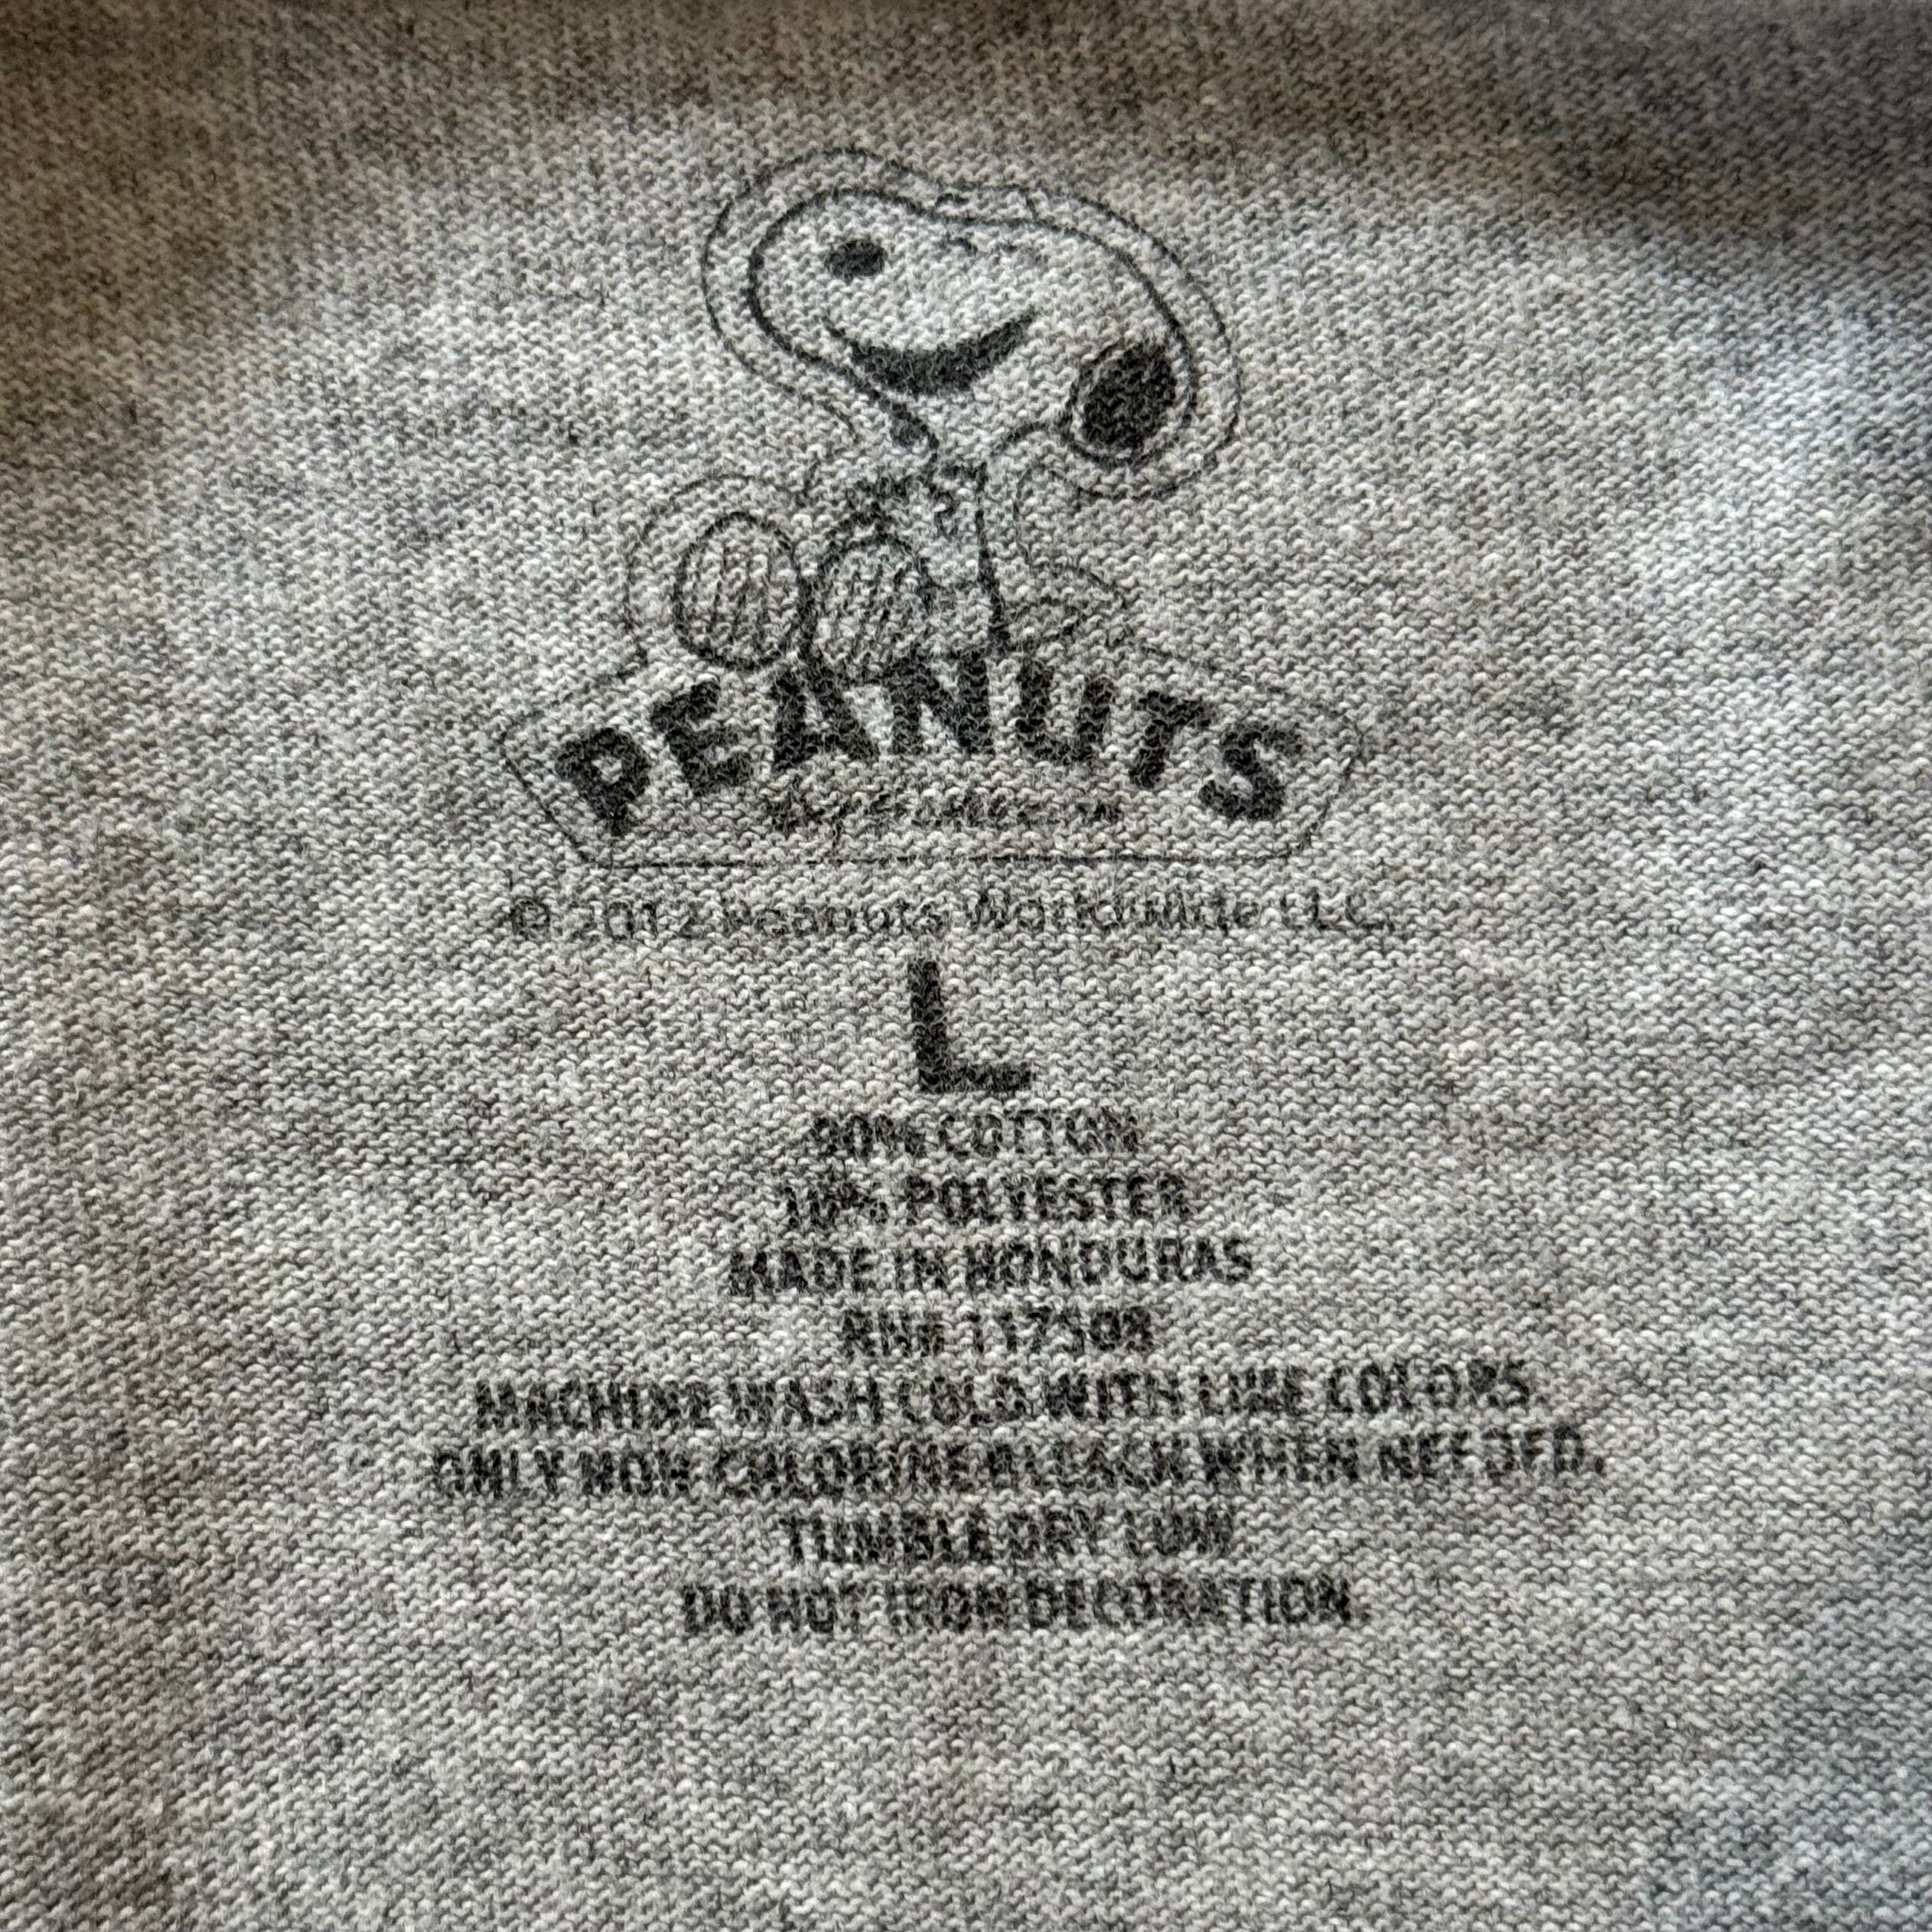 PEANUTS
© 2012 Peanuts Worldwide LLC.
L
90% COTTON
10% POLYESTER
MADE IN HONDURAS
RN# 117508
MACHINE WASH COLD WITH LIKE COLORS.
ONLY NON CHLORINE BLEACH WHEN NEEDED.
TUMBLE DRY LOW
DO NOT IRON DECORATION.